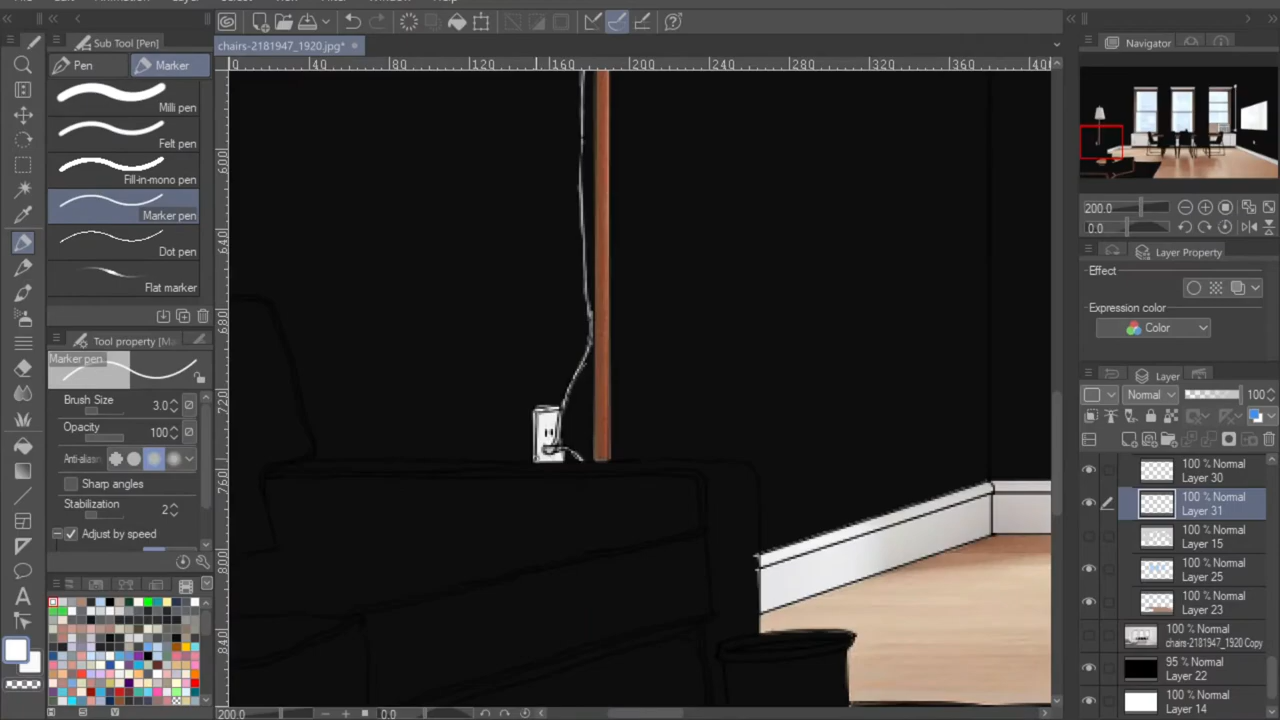 Sub Tool [Pen]
Pen
Marker
Milli pen
Felt pen
Fill-in-mono pen
Marker pen
Dot pen
Flat marker
Tool property [Ma
Marker pen
Brush Size
3.0
Opacity
100
Anti-alias
Sharp angles
Stabilization
2
Adjust by speed
chairs-2181947_1920.jpg*
0
40
80
120
160
200
240
280
320
360
400
600
640
680
720
760
800
840
200.0
0.0
Navigator
200.0
0.0
Layer Property
Effect
Expression color
Color
Layer
Normal
100
100 % Normal
Layer 30
100 % Normal
Layer 31
100 % Normal
Layer 15
100 % Normal
Layer 25
100 % Normal
Layer 23
100 % Normal
chairs-2181947_1920 Copy
95 % Normal
Layer 22
100 % Normal
Layer 14